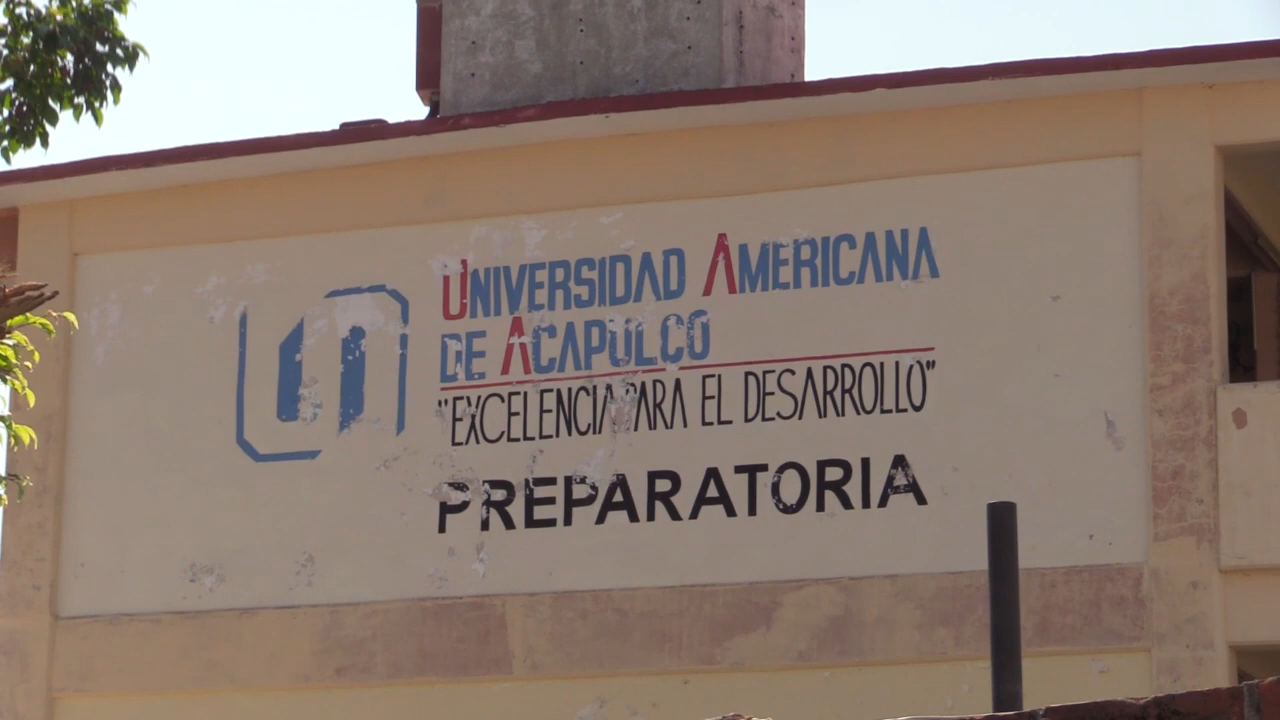 UNIVERSIDAD AMERICANA
DE ACAPULCO
"EXCELENCIA PARA EL DESARROLLO"
PREPARATORIA